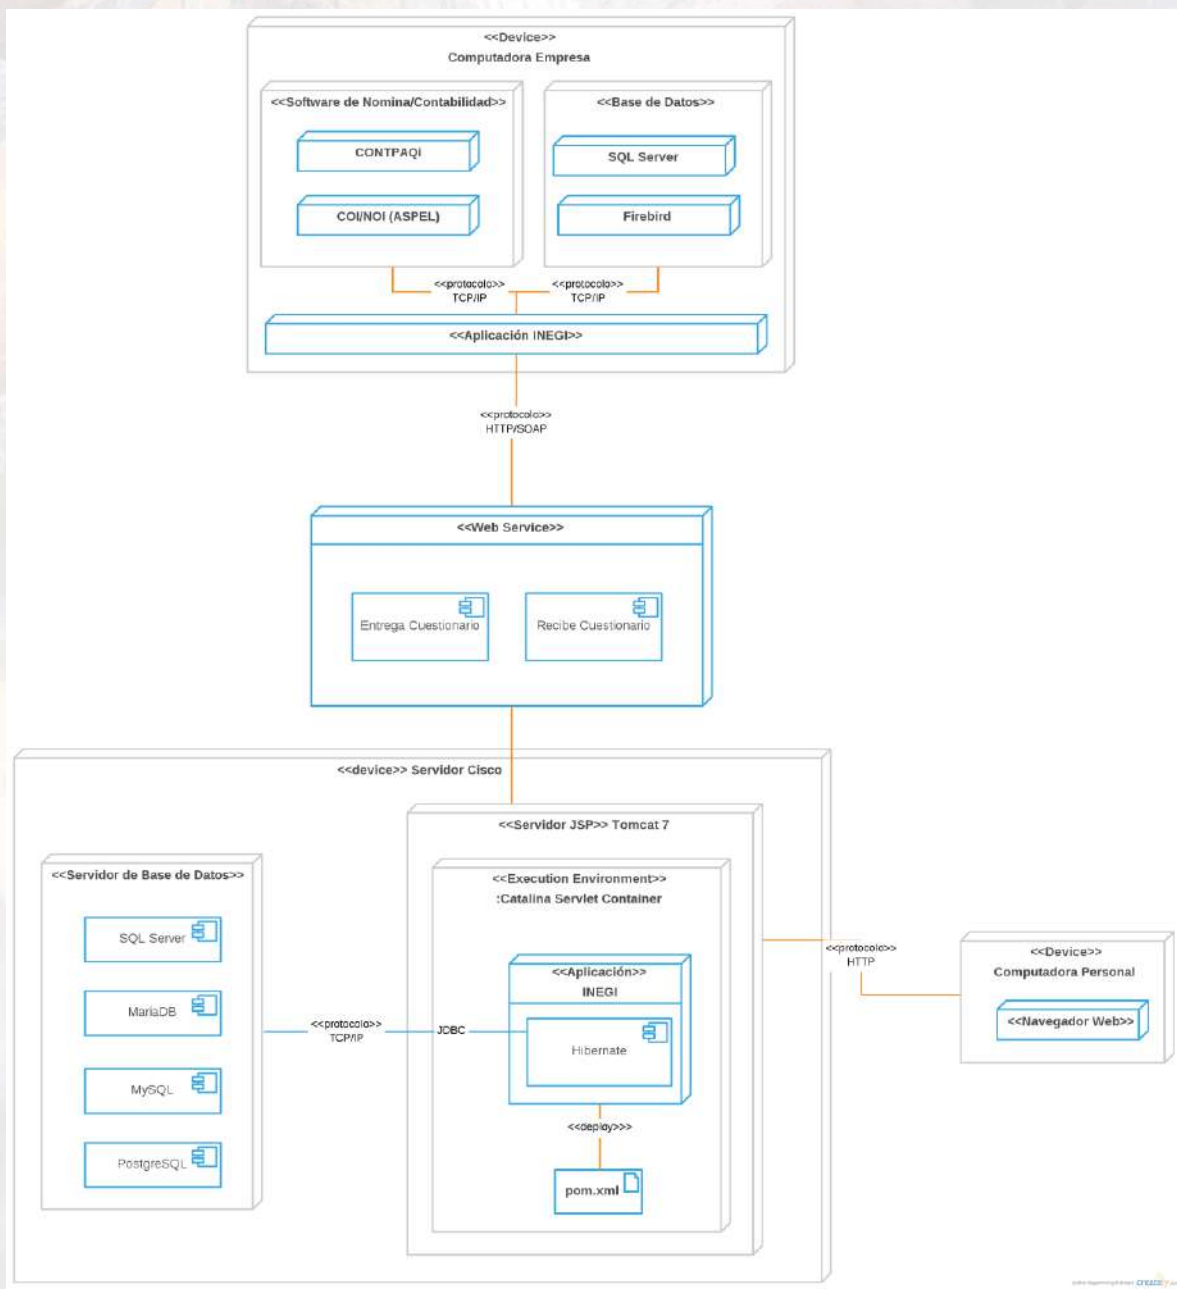 <<Device>>
Computadora Empresa
<<Software de Nomina/Contabilidad>>
CONTPAQi
COI/NOI (ASPEL)
<<Base de Datos>>
SQL Server
Firebird
<<protocolo>>
TCP/IP
<<protocolo>>
TCP/IP
<<Aplicación INEGI>>
<<protocolo>>
HTTP/SOAP
<<Web Service>>
Entrega Cuestionario
Recibe Cuestionario
<<device>> Servidor Cisco
<<Servidor de Base de Datos>>
SQL Server
MariaDB
MySQL
PostgreSQL
<<protocolo>>
TCP/IP
JDBC
<<Servidor JSP>> Tomcat 7
<<Execution Environment>>
:Catalina Servlet Container
<<Aplicación>>
INEGI
Hibernate
<<deploy>>>
pom.xml
<<protocolo>>
HTTP
<<Device>>
Computadora Personal
<<Navegador Web>>